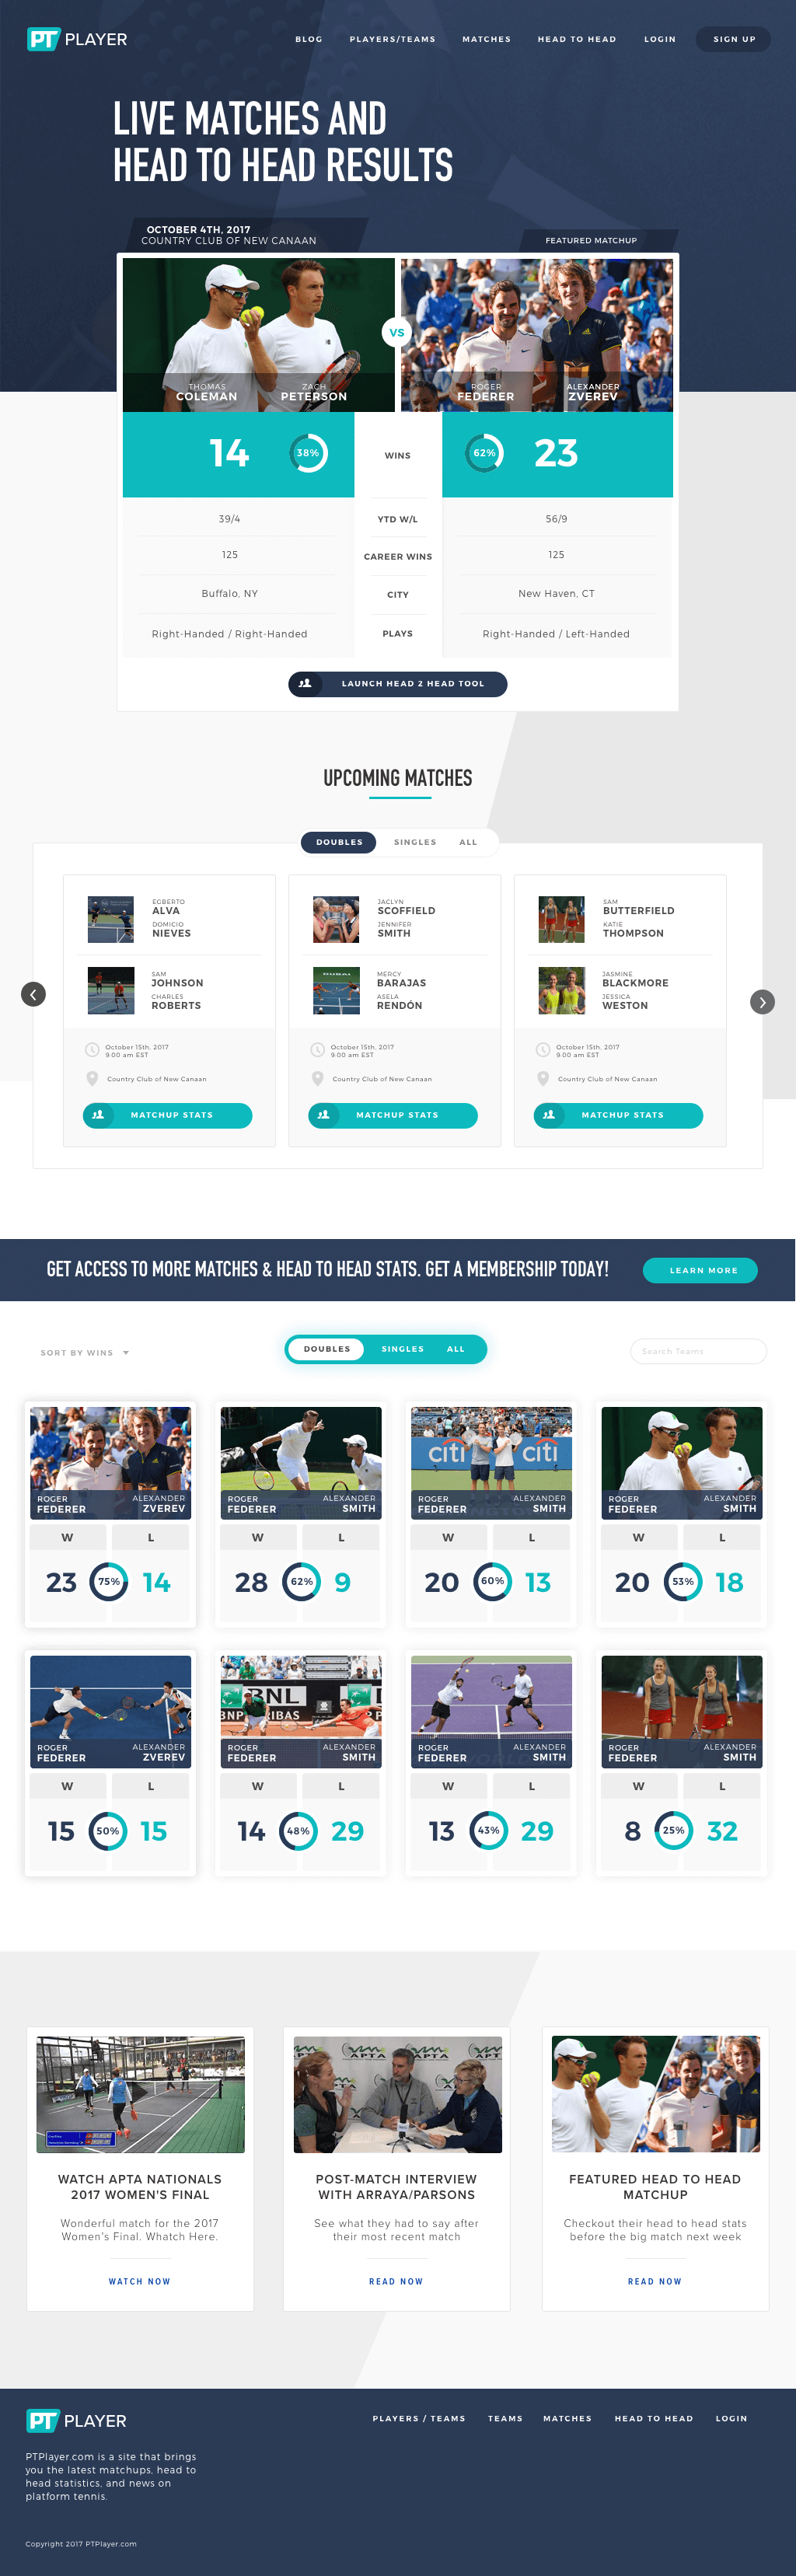 PT PLAYER
BLOG PLAYERS/TEAMS MATCHES HEAD TO HEAD LOGIN SIGN UP
LIVE MATCHES AND
HEAD TO HEAD RESULTS
OCTOBER 4TH, 2017
COUNTRY CLUB OF NEW CANAAN
FEATURED MATCHUP
VS
THOMAS
COLEMAN
ZACH
PETERSON
ROGER
FEDERER
ALEXANDER
ZVEREV
14 38% WINS 62% 23
39/4 YTD W/L 56/9
125 CAREER WINS 125
Buffalo, NY CITY New Haven, CT
Right-Handed / Right-Handed PLAYS Right-Handed / Left-Handed
LAUNCH HEAD 2 HEAD TOOL
UPCOMING MATCHES
DOUBLES SINGLES ALL
EGBERTO
ALVA
DOMICIO
NIEVES
SAM
JOHNSON
CHARLES
ROBERTS
October 15th, 2017
9:00 am EST
Country Club of New Canaan
MATCHUP STATS
JACLYN
SCOFFIELD
JENNIFER
SMITH
DUBAI
MERCY
BARAJAS
ASELA
RENDÓN
October 15th, 2017
9:00 am EST
Country Club of New Canaan
MATCHUP STATS
SAM
BUTTERFIELD
KATIE
THOMPSON
JASMINE
BLACKMORE
JESSICA
WESTON
October 15th, 2017
9:00 am EST
Country Club of New Canaan
MATCHUP STATS
GET ACCESS TO MORE MATCHES & HEAD TO HEAD STATS. GET A MEMBERSHIP TODAY!
LEARN MORE
SORT BY WINS
DOUBLES SINGLES ALL
Search Teams
ROGER
FEDERER
ALEXANDER
ZVEREV
W L
23 75% 14
ROGER
FEDERER
ALEXANDER
SMITH
W L
28 62% 9
citi citi
ROGER
FEDERER
ALEXANDER
SMITH
W L
20 60% 13
ROGER
FEDERER
ALEXANDER
SMITH
W L
20 53% 18
ROGER
FEDERER
ALEXANDER
ZVEREV
W L
15 50% 15
BNL
BNP PARIBAS
ROGER
FEDERER
ALEXANDER
SMITH
W L
14 48% 29
ROGER
FEDERER
ALEXANDER
SMITH
W L
13 43% 29
ROGER
FEDERER
ALEXANDER
SMITH
W L
8 25% 32
WATCH APTA NATIONALS
2017 WOMEN'S FINAL
Wonderful match for the 2017
Women's Final. Whatch Here.
WATCH NOW
APTA APTA
POST-MATCH INTERVIEW
WITH ARRAYA/PARSONS
See what they had to say after
their most recent match
READ NOW
FEATURED HEAD TO HEAD
MATCHUP
Checkout their head to head stats
before the big match next week
READ NOW
PT PLAYER
PLAYERS / TEAMS TEAMS MATCHES HEAD TO HEAD LOGIN
PTPlayer.com is a site that brings
you the latest matchups, head to
head statistics, and news on
platform tennis.
Copyright 2017 PTPlayer.com